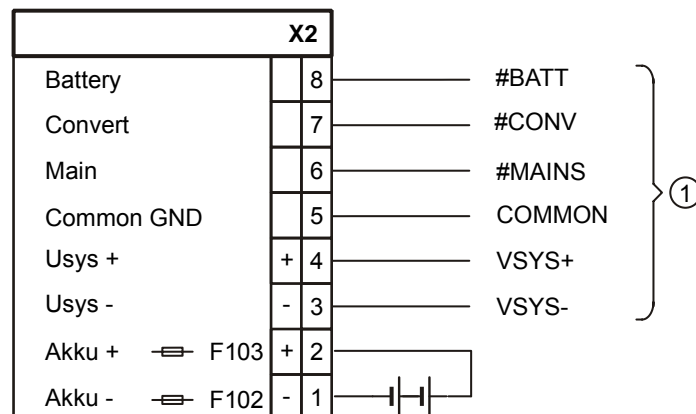 X2
Battery 8 #BATT
Convert 7 #CONV
Main 6 #MAINS
Common GND 5 COMMON
Usys + + 4 VSYS+
Usys - - 3 VSYS-
Akku + F103 + 2
Akku - F102 - 1
1